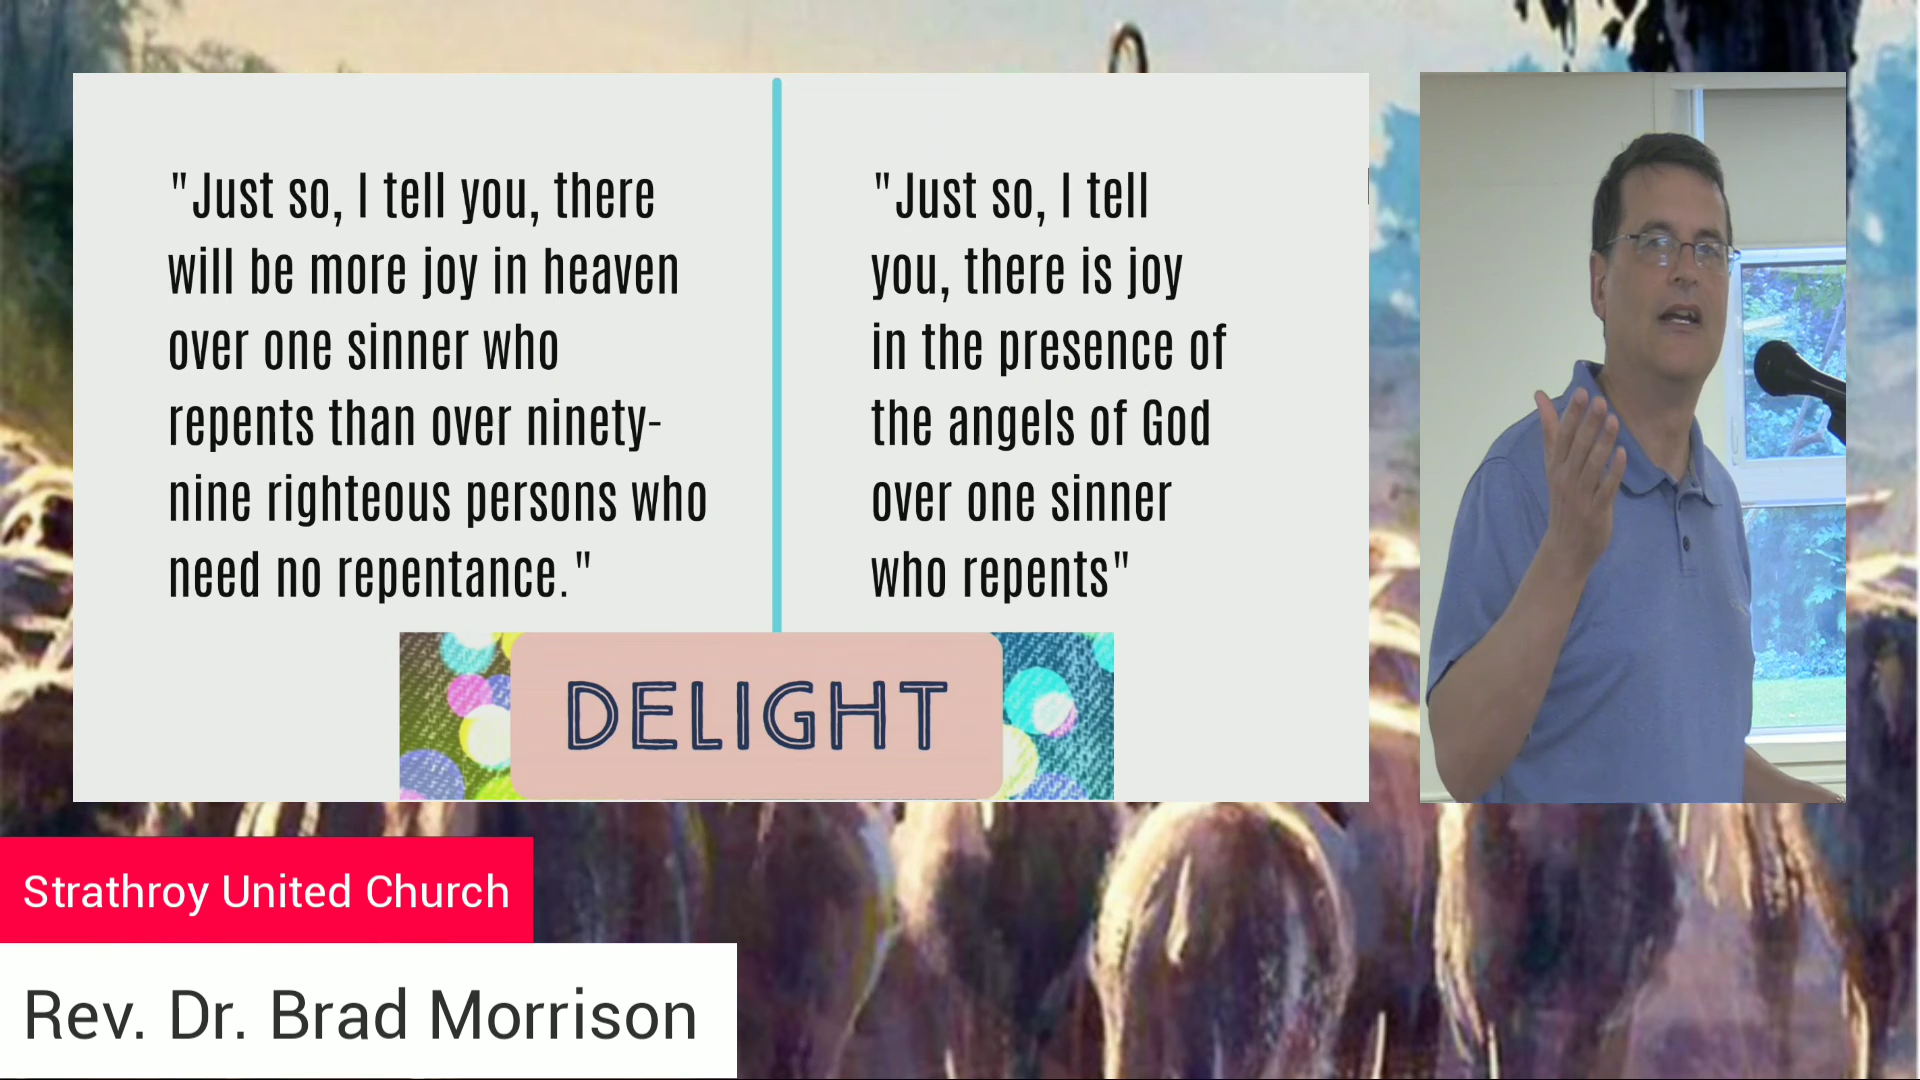 "Just so, I tell you, there
will be more joy in heaven
over one sinner who
repents than over ninety-
nine righteous persons who
need no repentance."
"Just so, I tell
you, there is joy
in the presence of
the angels of God
over one sinner
who repents"
DELIGHT
Strathroy United Church
Rev. Dr. Brad Morrison